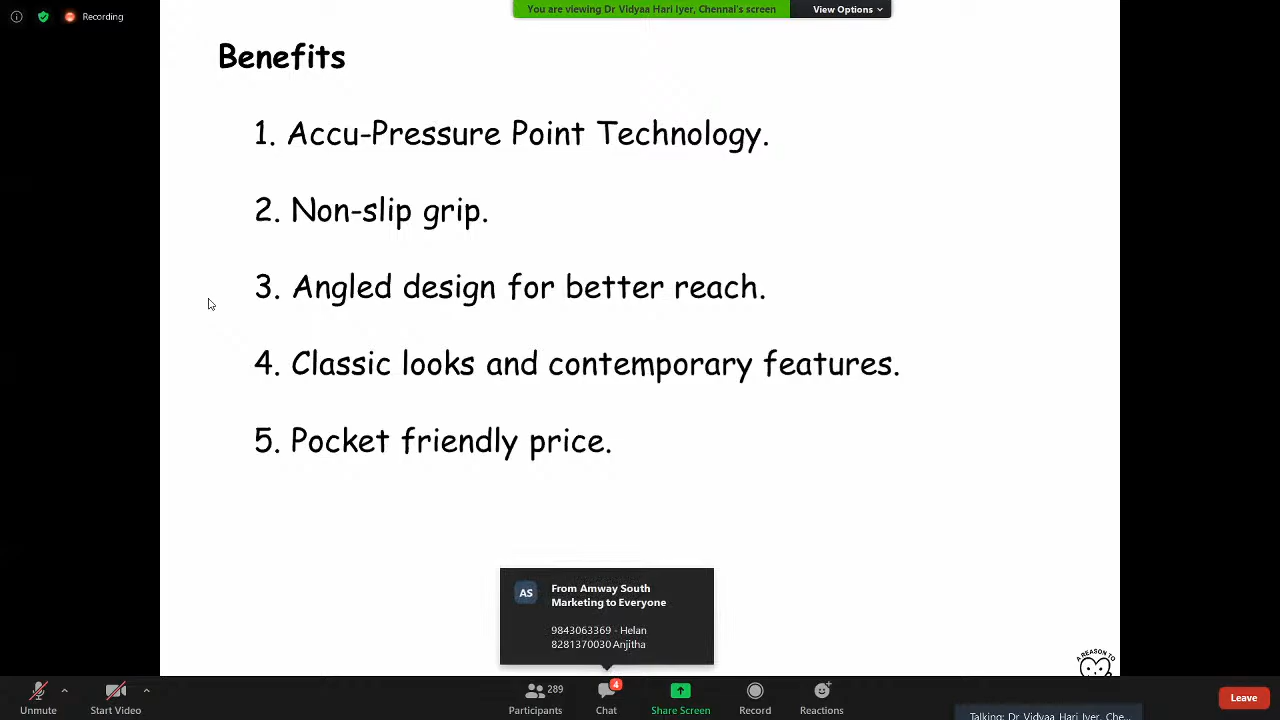 Recording
You are viewing Dr Vidyaa Hari Iyer, Chennai's screen
View Options
Benefits
1. Accu-Pressure Point Technology.
2. Non-slip grip.
3. Angled design for better reach.
4. Classic looks and contemporary features.
5. Pocket friendly price.
AS
From Amway South
Marketing to Everyone
9843063369 - Helan
8281370030 Anjitha
A REASON TO
Unmute
Start Video
289
Participants
4
Chat
Share Screen
Record
Reactions
Talking: Dr Vidyaa Hari Iyer, Che...
Leave